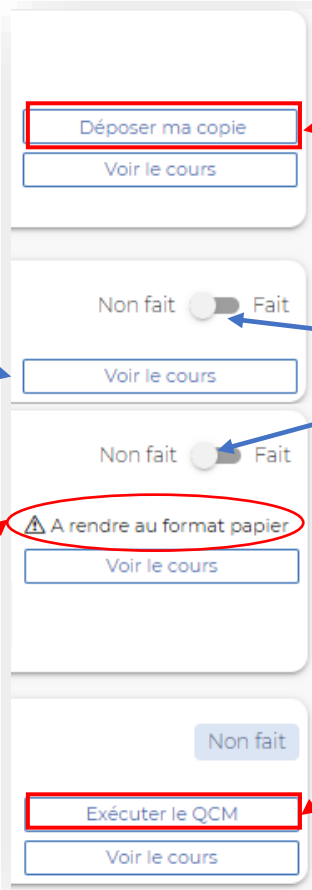 Déposer ma copie
Voir le cours
Non fait Fait
Voir le cours
Non fait Fait
⚠ A rendre au format papier
Voir le cours
Non fait
Exécuter le QCM
Voir le cours